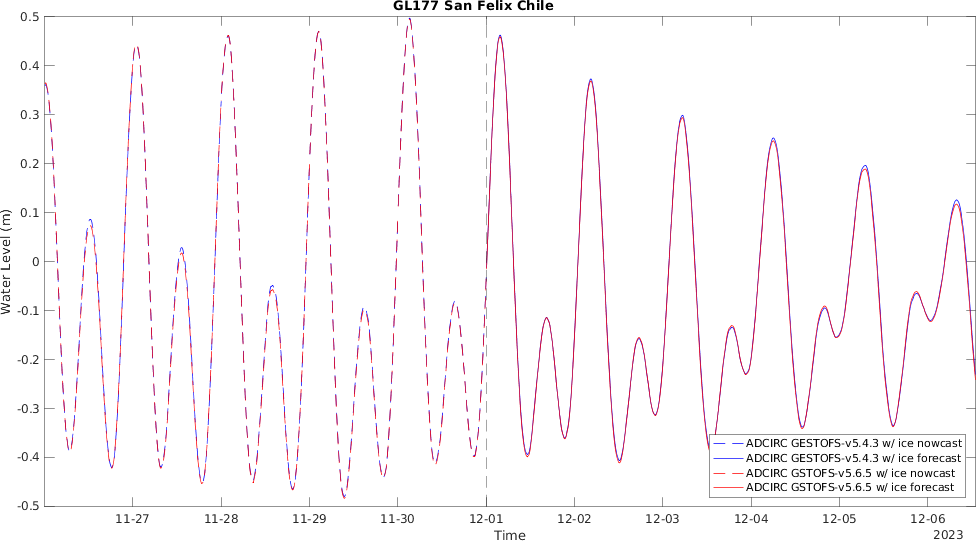 GL177 San Felix Chile
0.5
0.4
0.3
0.2
0.1
0
-0.1
-0.2
-0.3
-0.4
-0.5
Water Level (m)
ADCIRC GESTOFS-v5.4.3 w/ ice nowcast
ADCIRC GESTOFS-v5.4.3 w/ ice forecast
ADCIRC GSTOFS-v5.6.5 w/ ice nowcast
ADCIRC GSTOFS-v5.6.5 w/ ice forecast
11-27 11-28 11-29 11-30 12-01 12-02 12-03 12-04 12-05 12-06
Time
2023